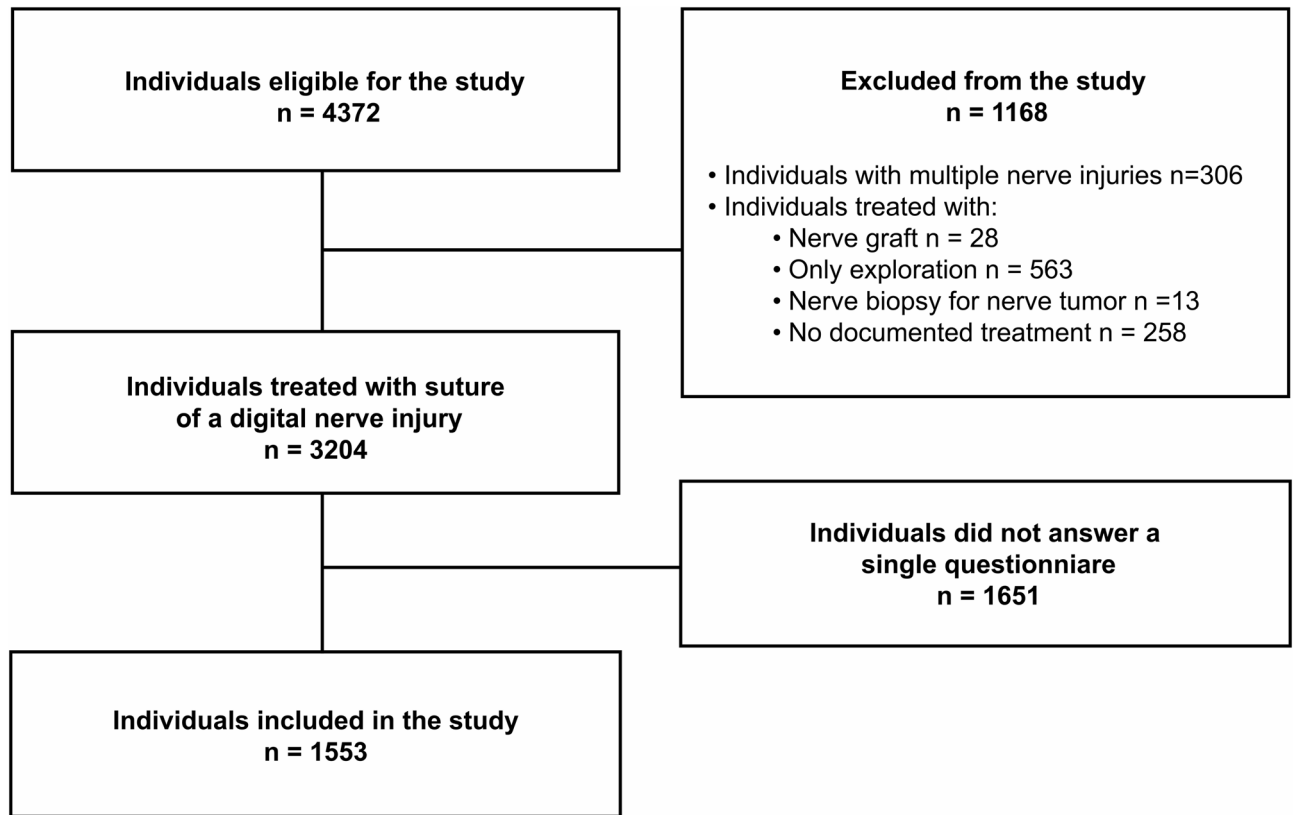 Individuals eligible for the study
n = 4372
Excluded from the study
n = 1168
• Individuals with multiple nerve injuries n=306
• Individuals treated with:
• Nerve graft n = 28
• Only exploration n = 563
• Nerve biopsy for nerve tumor n =13
• No documented treatment n = 258
Individuals treated with suture
of a digital nerve injury
n = 3204
Individuals did not answer a
single questionniare
n = 1651
Individuals included in the study
n = 1553